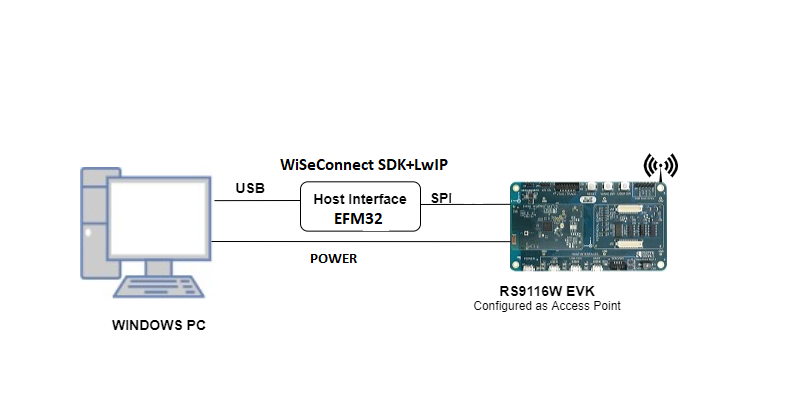 WiSeConnect SDK+LwIP
USB
Host Interface
EFM32
SPI
POWER
RS9116W EVK
Configured as Access Point
WINDOWS PC